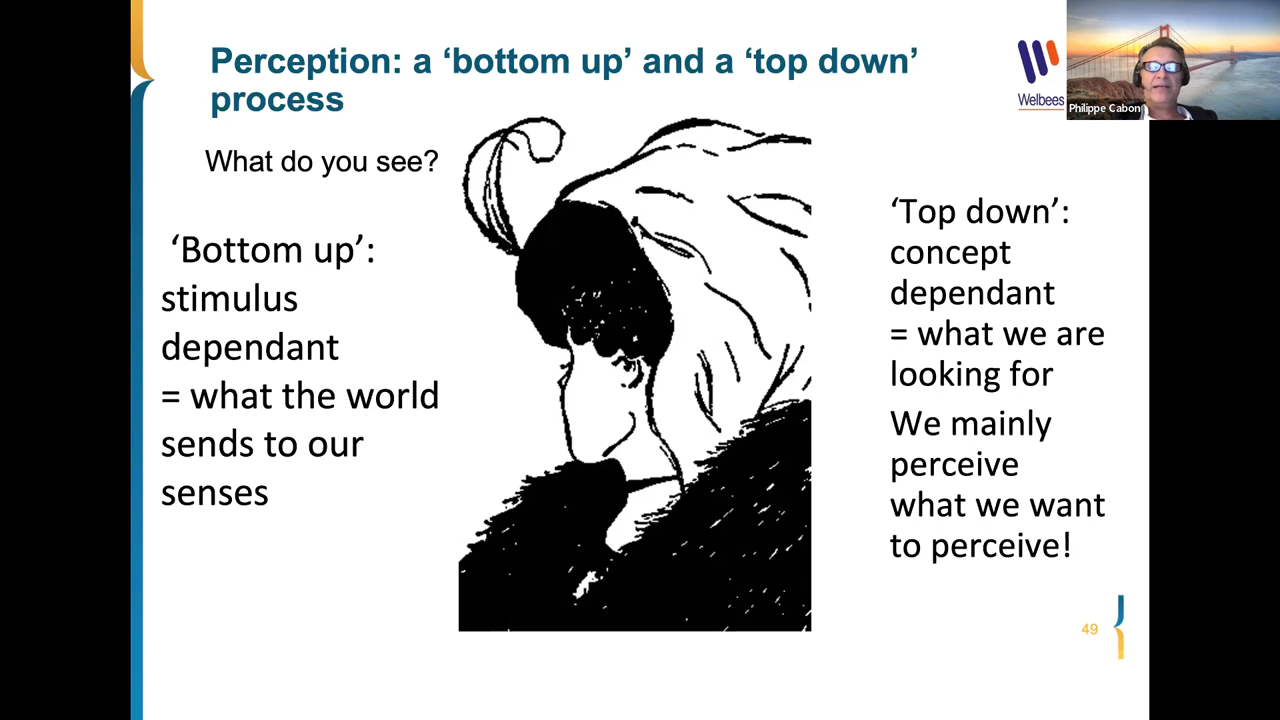 Perception: a ‘bottom up’ and a ‘top down’
process
Welbees
Philippe Cabon
What do you see?
‘Bottom up’:
stimulus
dependant
= what the world
sends to our
senses
‘Top down’:
concept
dependant
= what we are
looking for
We mainly
perceive
what we want
to perceive!
49